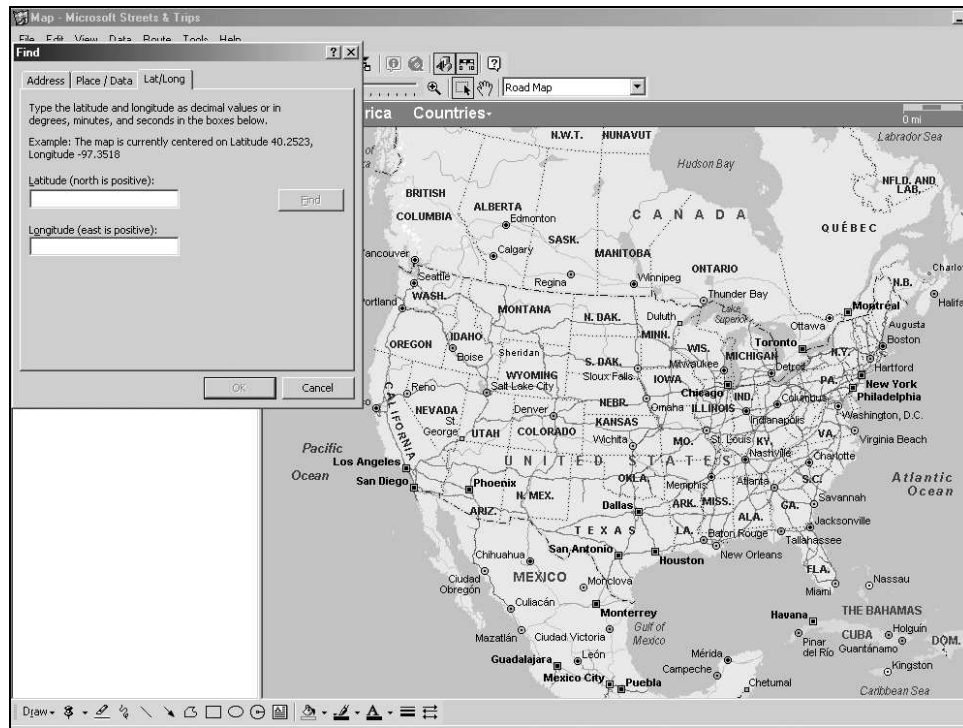 Map - Microsoft Streets & Trips
File Edit View Data Route Tools Help
Find
Address
Place / Data
Lat/Long
Type the latitude and longitude as decimal values or in
degrees, minutes, and seconds in the boxes below.
Example: The map is currently centered on Latitude 40.2523,
Longitude -97.3518
Latitude (north is positive):
Find
Longitude (east is positive):
OK
Cancel
Road Map
rica
Countries
0 mi
N.W.T.
NUNAVUT
Labrador Sea
Hudson Bay
NFLD. AND
LAB.
BRITISH
COLUMBIA
ALBERTA
Edmonton
CANADA
QUÉBEC
SASK.
Calgary
MANITOBA
ancouver
Regina
Winnipeg
ONTARIO
Charlo
Seattle
N.B.
WASH.
Thunder Bay
Halifa
ortland
MONTANA
N. DAK.
Duluth
Lake
Superior
Montréal
Ottawa
Augusta
MINN.
OREGON
IDAHO
Boise
Sheridan
WIS.
Toronto
Boston
N.Y.
S. DAK.
MICHIGAN
Milwaukee
Detroit
Hartford
WYOMING
Sioux Falls
IOWA
PA.
New York
Reno
Salt Lake City
Chicago
IND.
Columbus
Philadelphia
NEBR.
Omaha
ILLINOIS
Washington, D.C.
CALIFORNIA
NEVADA
Denver
Indianapolis
St.
George
UTAH
COLORADO
KANSAS
Wichita
MO.
St. Louis
KY.
VA.
Virginia Beach
Pacific
Ocean
Nashville
Los Angeles
UNITED STATES
Charlotte
San Diego
Phoenix
N. MEX.
OKLA.
Memphis
Atlanta
S.C.
Atlantic
Ocean
ARIZ.
Dallas
ARK.
MISS.
GA.
Savannah
ALA.
TEXAS
LA.
Baton Rouge
Jacksonville
Tallahassee
San Antonio
Houston
New Orleans
Chihuahua
FLA.
Ciudad
Obregón
MEXICO
Monclova
Miami
Nassau
Culiacán
Monterrey
Havana
THE BAHAMAS
Mazatlán
Ciudad Victoria
Gulf of
Mexico
Pinar
del Río
CUBA
Holguín
Guantánamo
DOM.
Guadalajara
León
Mérida
Mexico City
Puebla
Campeche
Chetumal
Kingston
Caribbean Sea
Draw